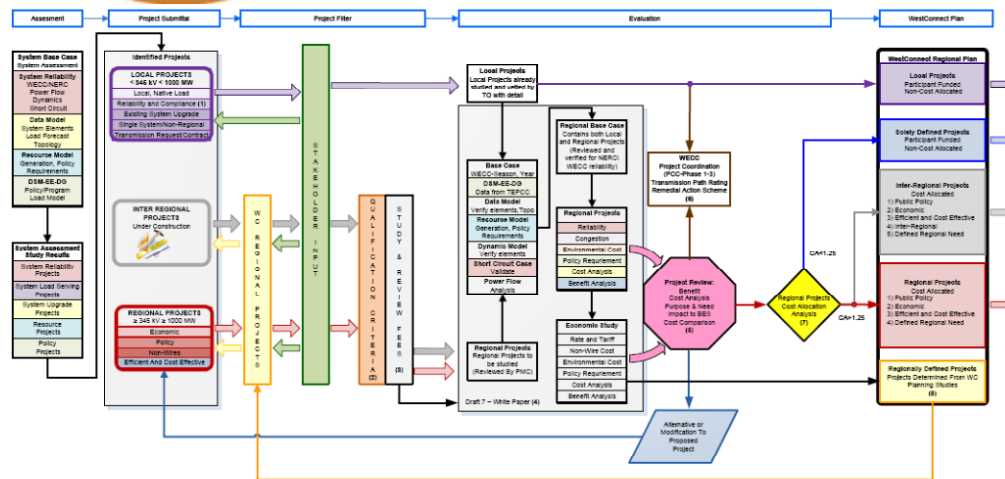 Assesment
Project Submittal
Project Filter
Evaluation
WestConnect Plan
System Base Case
System Assessment
System Reliability
WECC/NERC
Power Flow
Dynamics
Short Circuit
Data Model
System Elements
Load Forecast
Topology
Resource Model
Generation, Policy
Requirements
DSM-EE-DG
Policy/Program
Load Model
System Assessment
Study Results
System Reliability
Projects
System Load Serving
Projects
System Upgrade
Projects
Resource
Projects
Policy
Projects
Identified Projects
LOCAL PROJECTS
< 345 kV < 1000 MW
Local, Native Load
Reliability and Compliance (1)
Existing System Upgrade
Single System/Non-Regional
Transmission Request/Contract
INTER REGIONAL
PROJECTS
Under Construction
REGIONAL PROJECTS
≥ 345 kV ≥ 1000 MW
Economic
Policy
Non-Wires
Efficient And Cost Effective
WC REGIONAL PROJECTS
STAKEHOLDER INPUT
QUALIFICATION CRITERIA (2)
STUDY & REVIEW FEES
Local Projects
Local Projects already
studied and vetted by
TO with detail
Base Case
WECC-Season, Year
DSM-EE-DG
Data from TEPCC
Data Model
Verify elements,Topo
Resource Model
Generation, Policy
Requirements
Dynamic Model
Verify elements
Short Circuit Case
Validate
Power Flow
Analysis
Regional Projects
Regional Projects to
be studied
(Reviewed By PMC)
Draft 7 – White Paper (4)
Regional Base Case
Contains both Local
and Regional Projects
(Reviewed and
verified for NERC\
WECC reliability)
Regional Projects
Reliability
Congestion
Environmental Cost
Policy Requirement
Cost Analysis
Benefit Analysis
Economic Study
Rate and Tariff
Non-Wire Cost
Environmental Cost
Policy Requirement
Cost Analysis
Benefit Analysis
WECC
Project Coordination
(PCC-Phase 1-3)
Transmission Path Rating
Remedial Action Scheme
(6)
Project Review:
Benefit
Cost Analysis
Purpose & Need
Impact to BES
Cost Comparison
Alternative or
Modification To
Proposed
Project
Regional Projects
Cost Allocation
Analysis
(7)
CA<1.25
CA>1.25
WestConnect Regional Plan
Local Projects
Participant Funded
Non-Cost Allocated
Solely Defined Projects
Participant Funded
Non-Cost Allocated
Inter-Regional Projects
Cost Allocated
1) Public Policy
2) Economic
3) Efficient and Cost Effective
4) Inter-Regional
5) Defined Regional Need
Regional Projects
Cost Allocated
1) Public Policy
2) Economic
3) Efficient and Cost Effective
4) Defined Regional Need
Regionally Defined Projects
Projects Determined From WC
Planning Studies